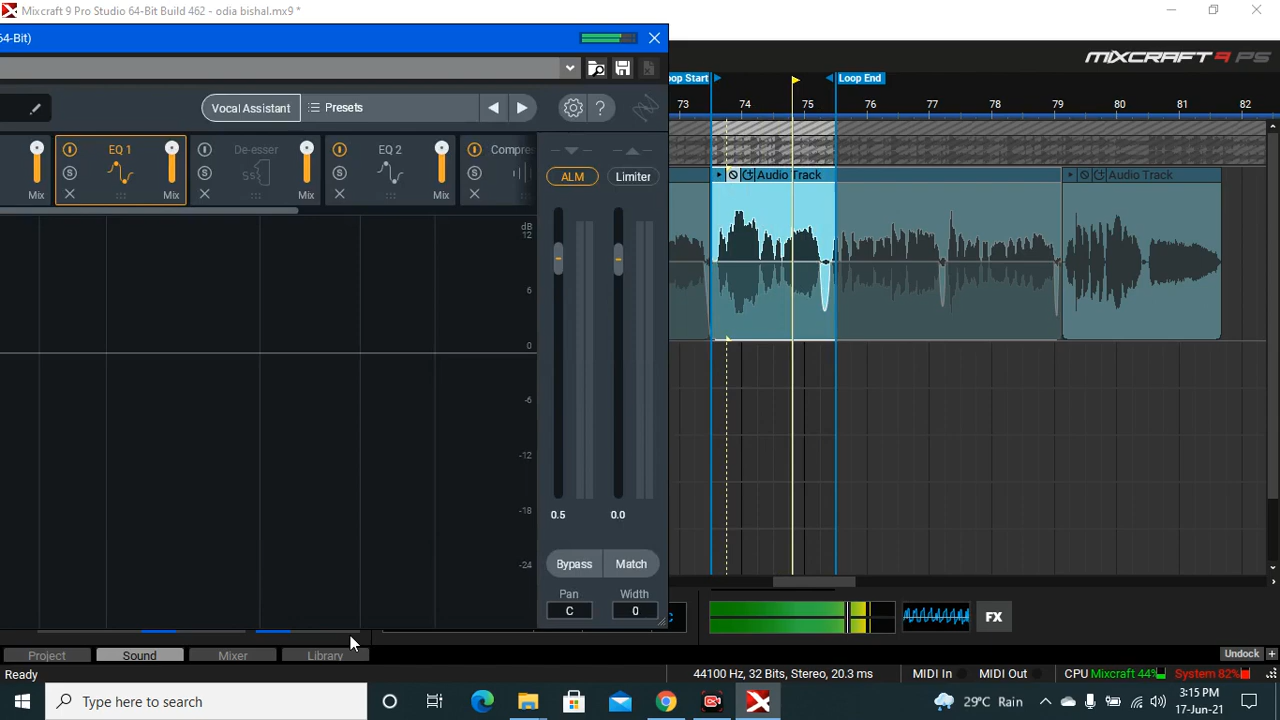 Mixcraft 9 Pro Studio 64-Bit Build 462 - odia bishal.mx9 *
64-Bit)
MIXCRAFT 9 PS
oop Start
Loop End
73 74 75 76 77 78 79 80 81 82
Vocal Assistant
Presets
?
EQ 1
De-esser
EQ 2
Compres
S
S
S
S
Mix
Mix
Mix
Mix
ALM
Limiter
Audio Track
Audio Track
dB
12
6
0
-6
-12
-18
-24
0.5
0.0
Bypass
Match
Pan
Width
C
0
C
FX
Project
Sound
Mixer
Library
Undock
Ready
44100 Hz, 32 Bits, Stereo, 20.3 ms
MIDI In
MIDI Out
CPU
Mixcraft 44%
System 82%
Type here to search
29°C Rain
3:15 PM
17-Jun-21